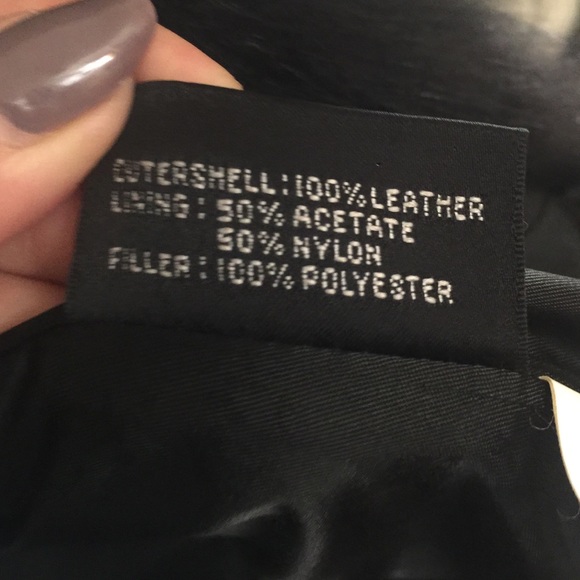 OUTERSHELL: 100% LEATHER
LINING: 50% ACETATE
50% NYLON
FILLER: 100% POLYESTER